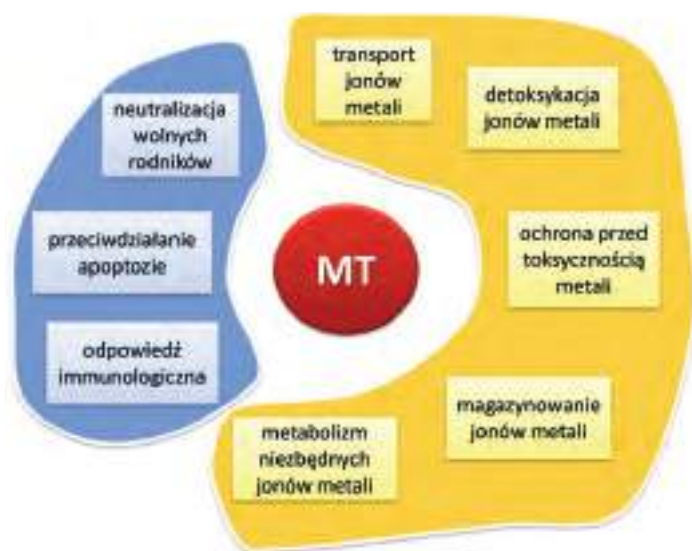 neutralizacja
wolnych
rodników
przeciwdziałanie
apoptozie
odpowiedź
immunologiczna
MT
transport
jonów
metali
detoksykacja
jonów metali
ochrona przed
toksycznością
metali
magazynowanie
jonów metali
metabolizm
niezbędnych
jonów metali